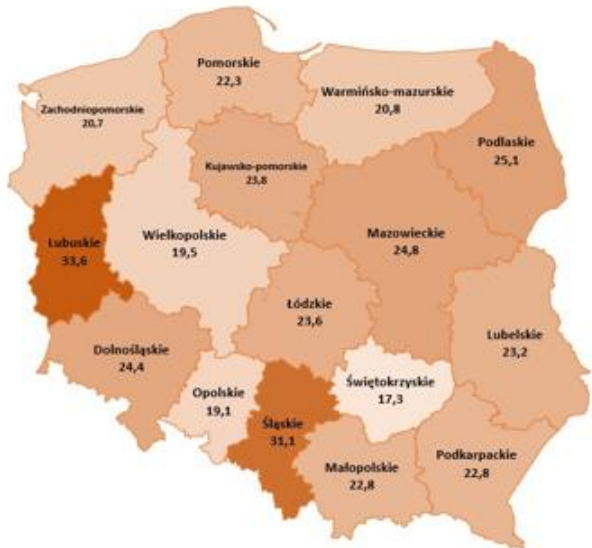 Pomorskie
22,3
Warmińsko-mazurskie
20,8
Zachodniopomorskie
20,7
Podlaskie
25,1
Kujawsko-pomorskie
23,8
Lubuskie
33,6
Wielkopolskie
19,5
Mazowieckie
24,8
Łódzkie
23,6
Lubelskie
23,2
Dolnośląskie
24,4
Opolskie
19,1
Śląskie
31,1
Świętokrzyskie
17,3
Małopolskie
22,8
Podkarpackie
22,8